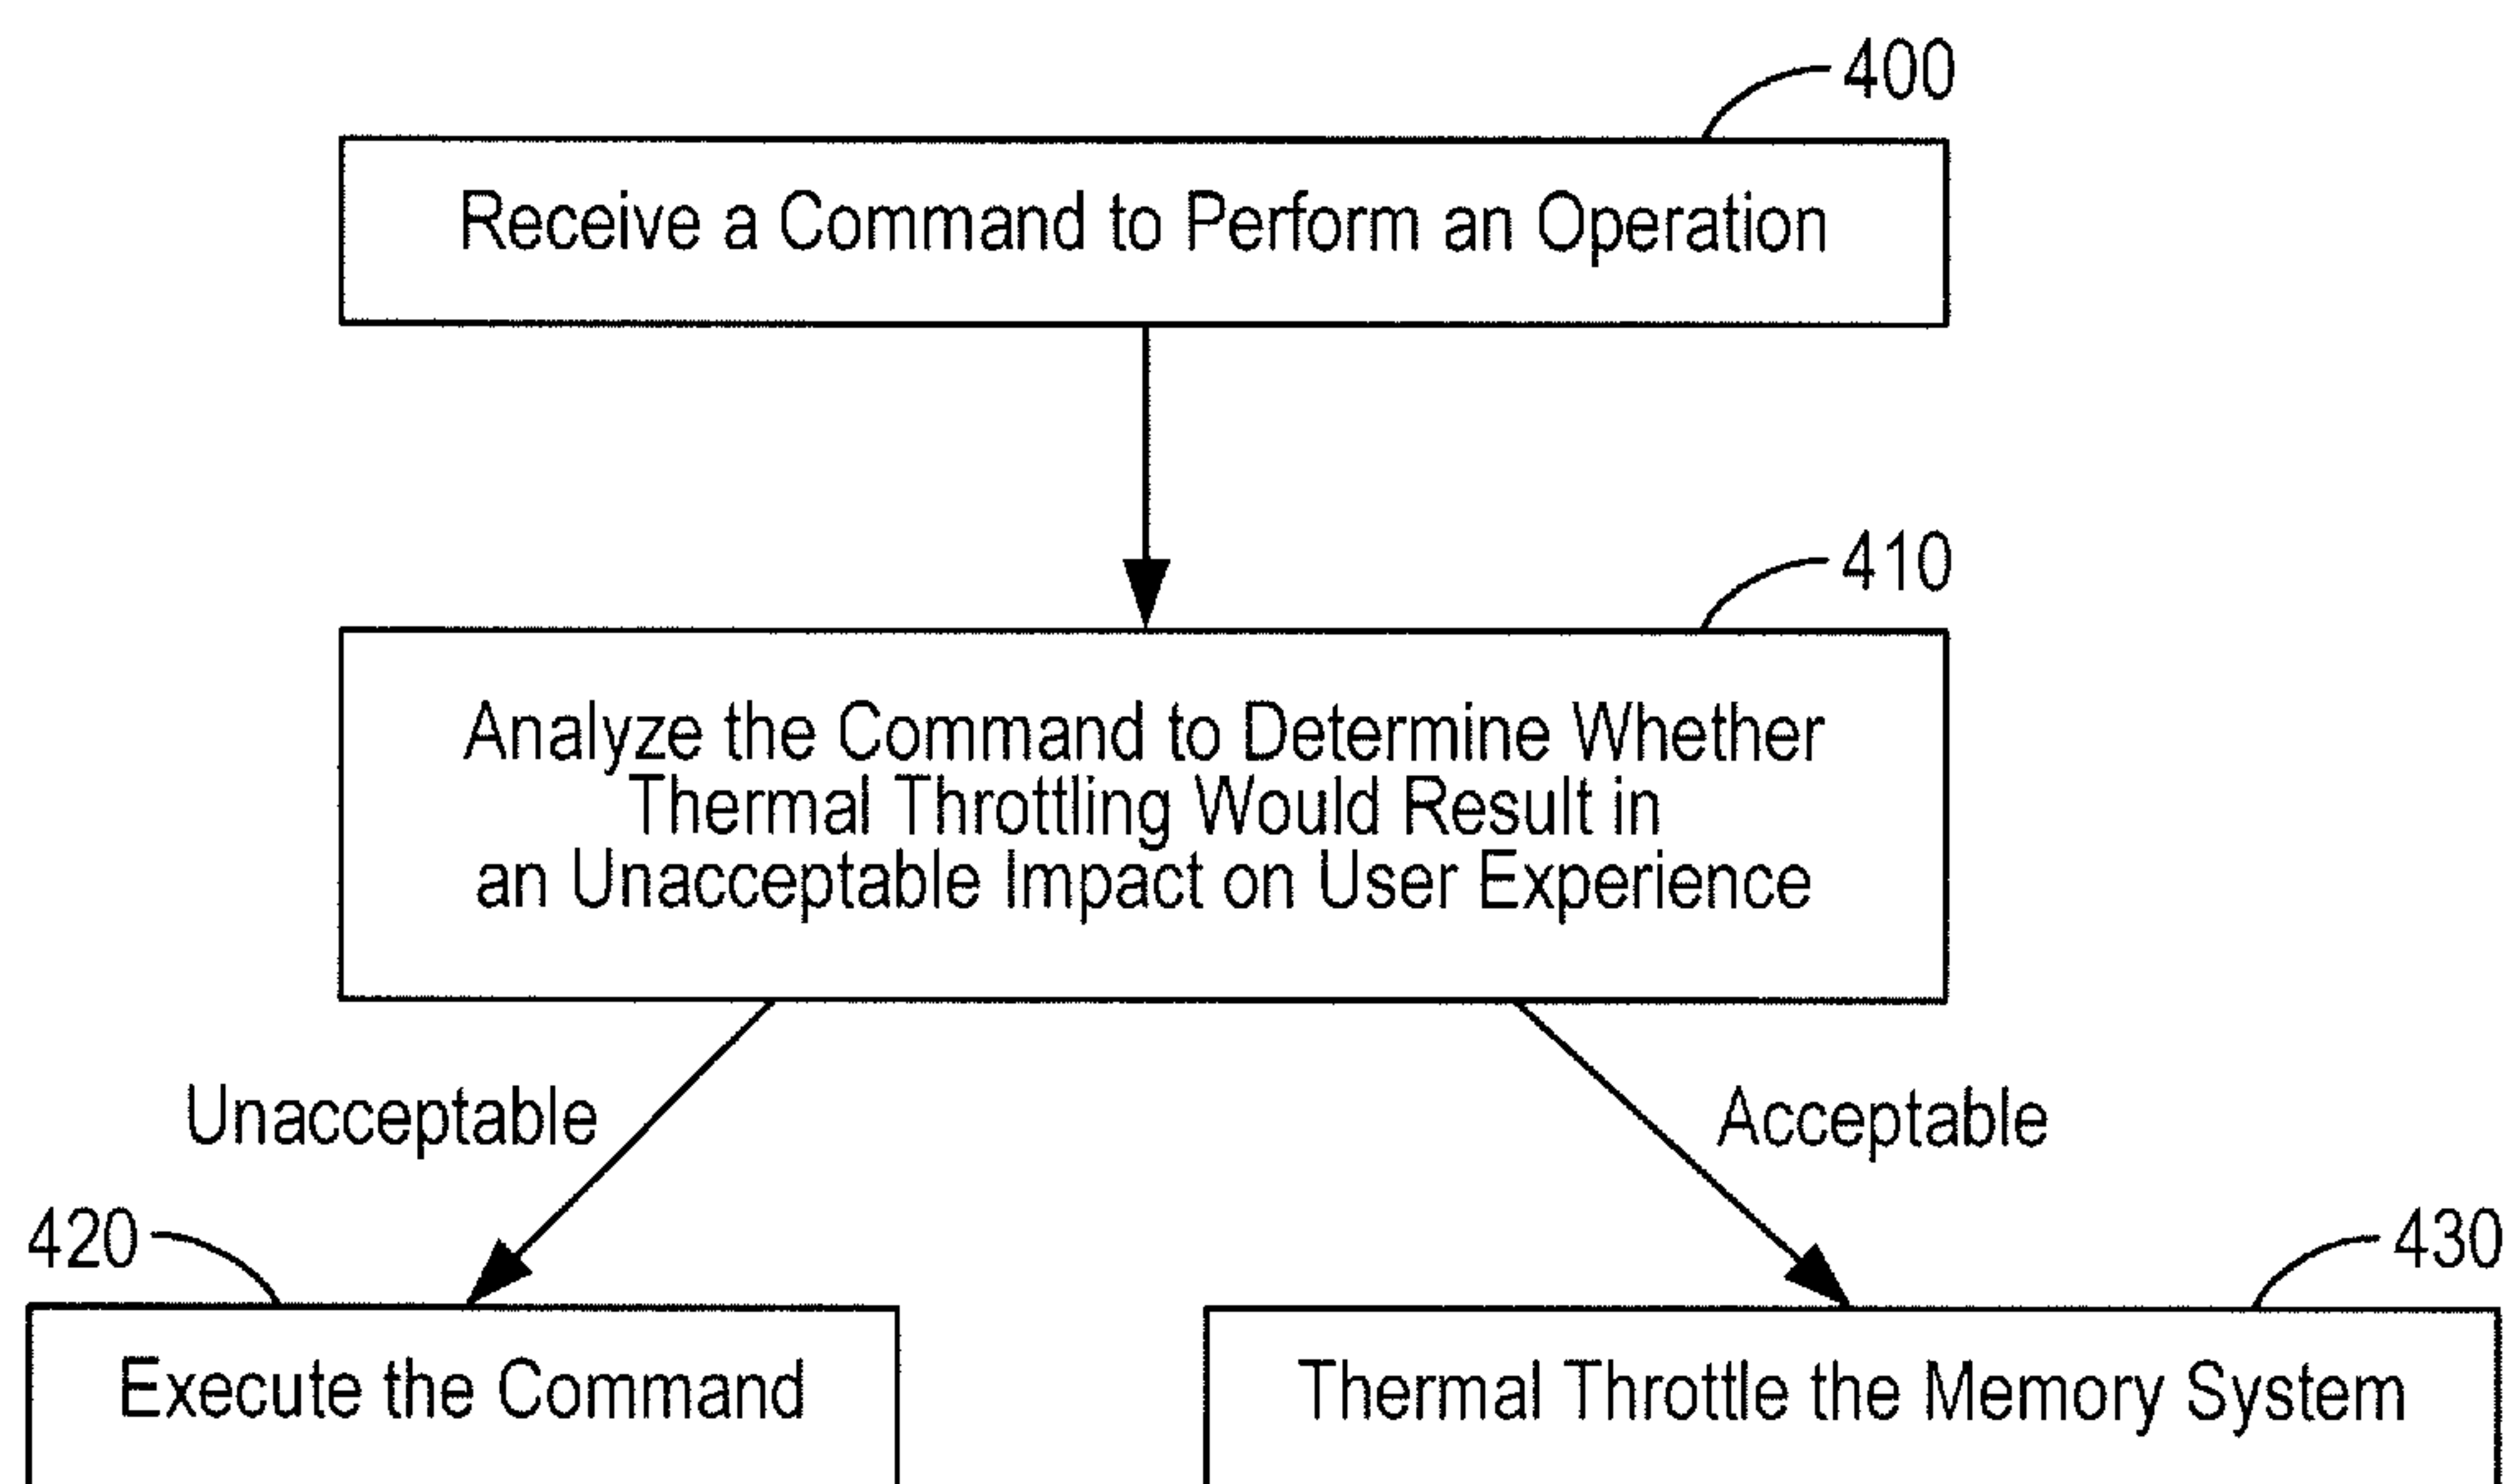 400
Receive a Command to Perform an Operation
410
Analyze the Command to Determine Whether
Thermal Throttling Would Result in
an Unacceptable Impact on User Experience
Unacceptable
Acceptable
420
430
Execute the Command
Thermal Throttle the Memory System